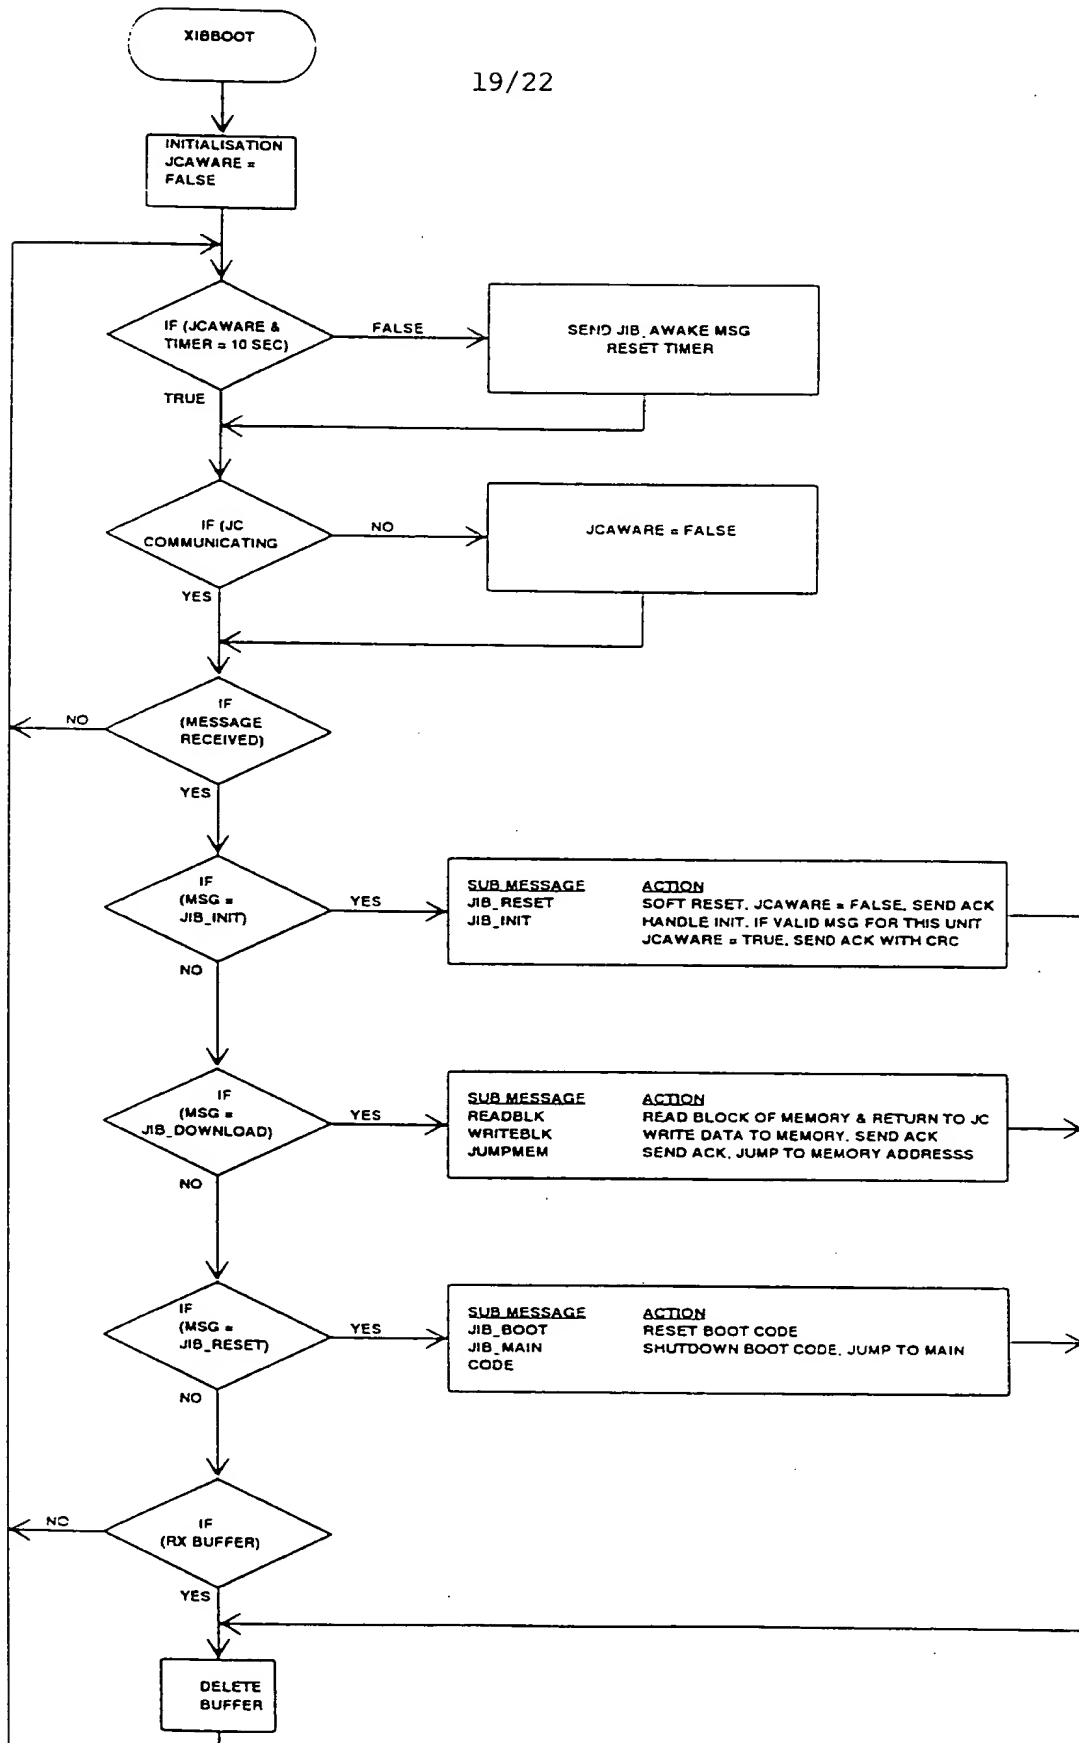 XIBBOOT
19/22
INITIALISATION
JCAWARE =
FALSE
IF (JCAWARE &
TIMER = 10 SEC)
FALSE
SEND JIB_AWAKE MSG
RESET TIMER
TRUE
IF (JC
COMMUNICATING
NO
JCAWARE = FALSE
YES
IF
(MESSAGE
RECEIVED)
NO
YES
IF
(MSG =
JIB_INIT)
YES
SUB MESSAGE ACTION
JIB_RESET SOFT RESET. JCAWARE = FALSE. SEND ACK
JIB_INIT HANDLE INIT. IF VALID MSG FOR THIS UNIT
JCAWARE = TRUE. SEND ACK WITH CRC
NO
IF
(MSG =
JIB_DOWNLOAD)
YES
SUB MESSAGE ACTION
READBLK READ BLOCK OF MEMORY & RETURN TO JC
WRITEBLK WRITE DATA TO MEMORY. SEND ACK
JUMPMEM SEND ACK. JUMP TO MEMORY ADDRESSS
NO
IF
(MSG =
JIB_RESET)
YES
SUB MESSAGE ACTION
JIB_BOOT RESET BOOT CODE
JIB_MAIN SHUTDOWN BOOT CODE. JUMP TO MAIN
CODE
NO
IF
(RX BUFFER)
NO
YES
DELETE
BUFFER